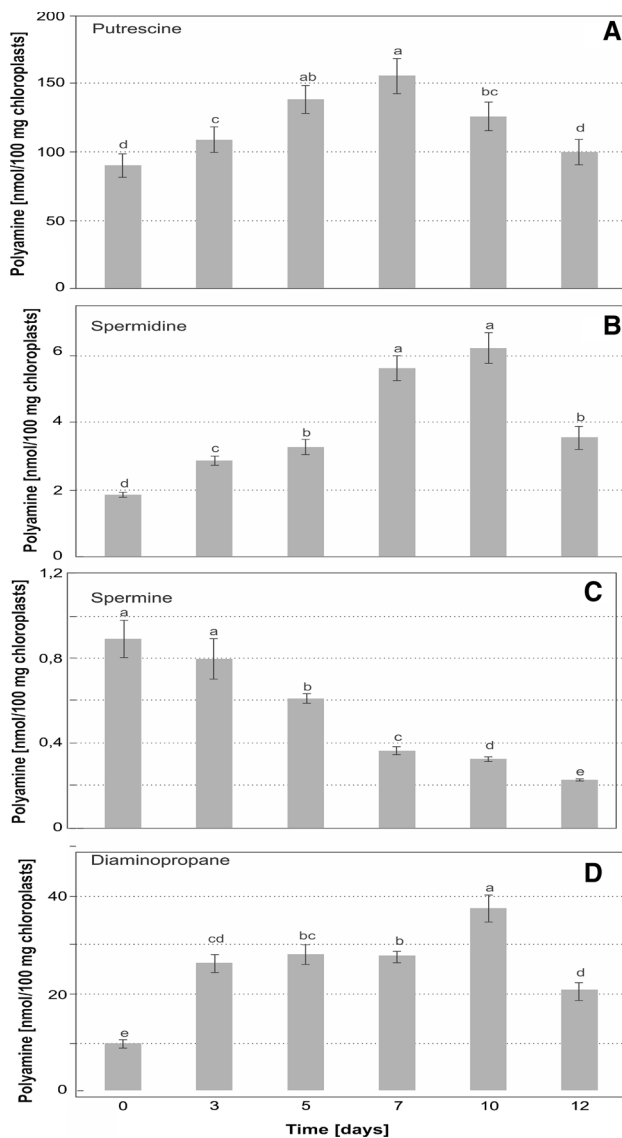 Polyamine [nmol/100 mg chloroplasts]
Putrescine
A
200
150
100
50
0
d
c
ab
a
bc
d
Polyamine [nmol/100 mg chloroplasts]
Spermidine
B
6
4
2
0
d
c
b
a
a
b
Polyamine [nmol/100 mg chloroplasts]
Spermine
C
1,2
0,8
0,4
0
a
a
b
c
d
e
Polyamine [nmol/100 mg chloroplasts]
Diaminopropane
D
40
20
0
e
cd
bc
b
a
d
0 3 5 7 10 12
Time [days]